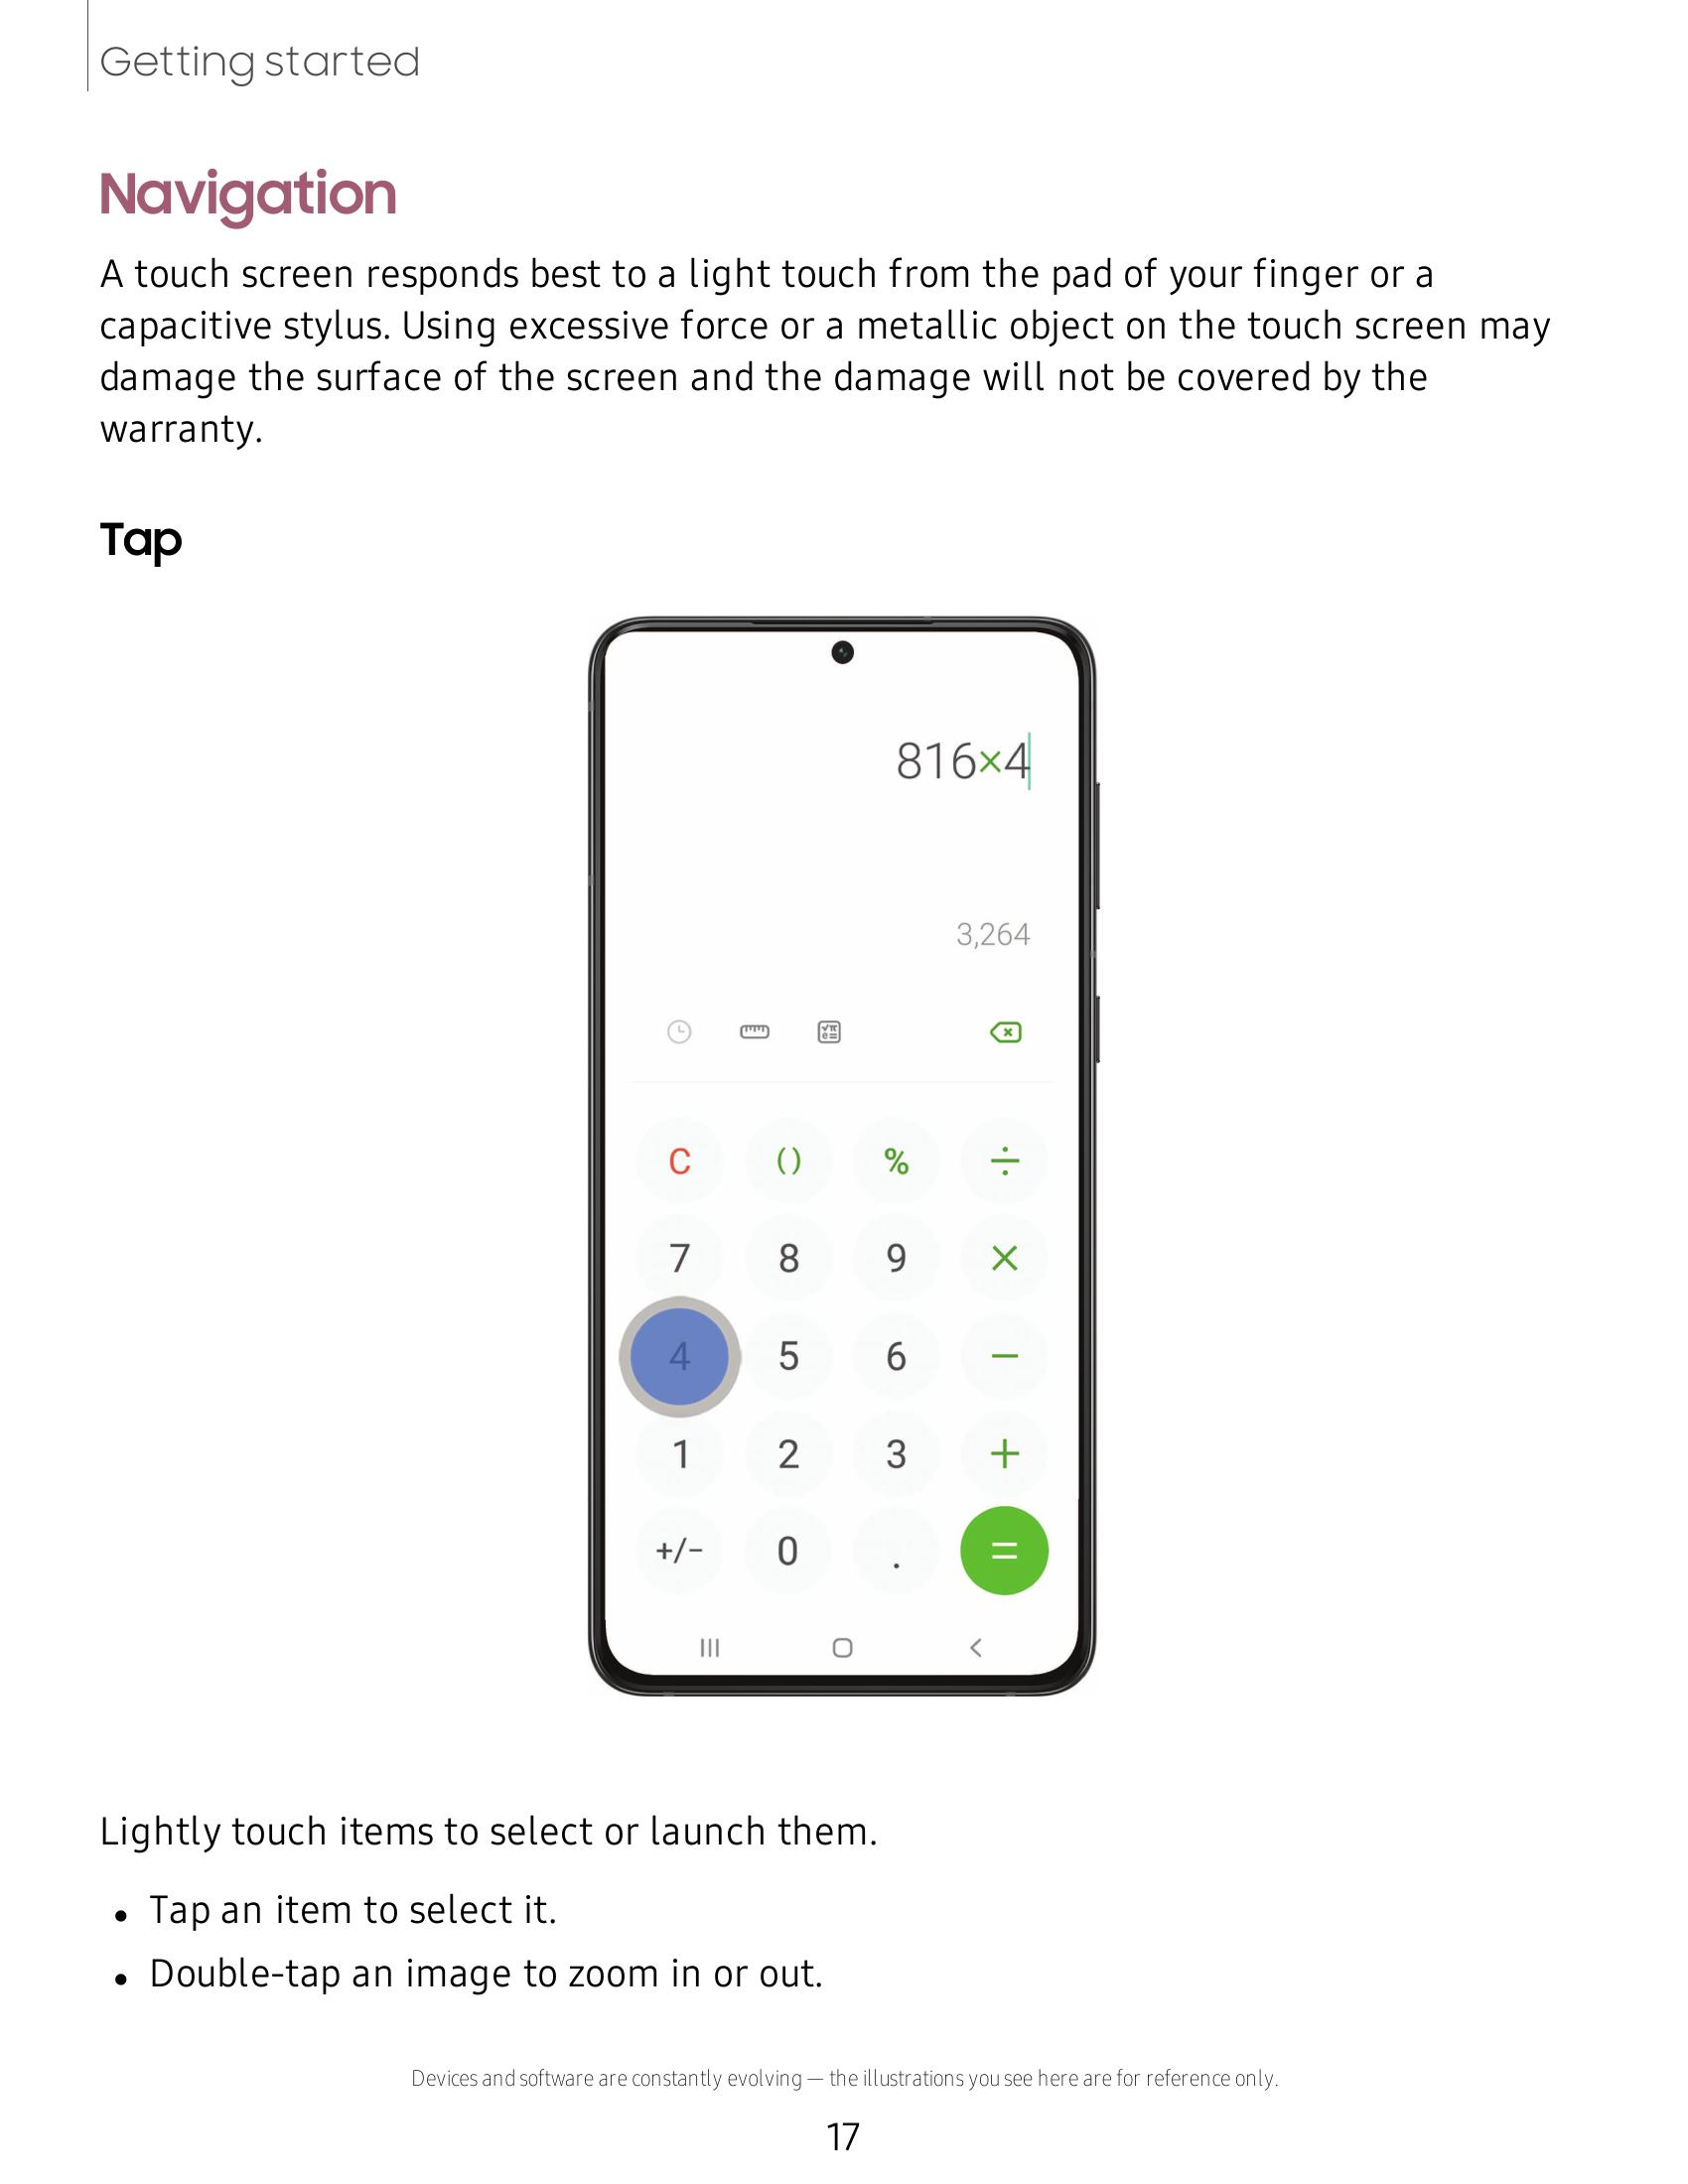 Getting started
Navigation
A touch screen responds best to a light touch from the pad of your finger or a
capacitive stylus. Using excessive force or a metallic object on the touch screen may
damage the surface of the screen and the damage will not be covered by the
warranty.
Tap
816×4
3,264
C () % ÷
7 8 9 ×
4 5 6 −
1 2 3 +
+/− 0 . =
Lightly touch items to select or launch them.
• Tap an item to select it.
• Double-tap an image to zoom in or out.
Devices and software are constantly evolving — the illustrations you see here are for reference only.
17